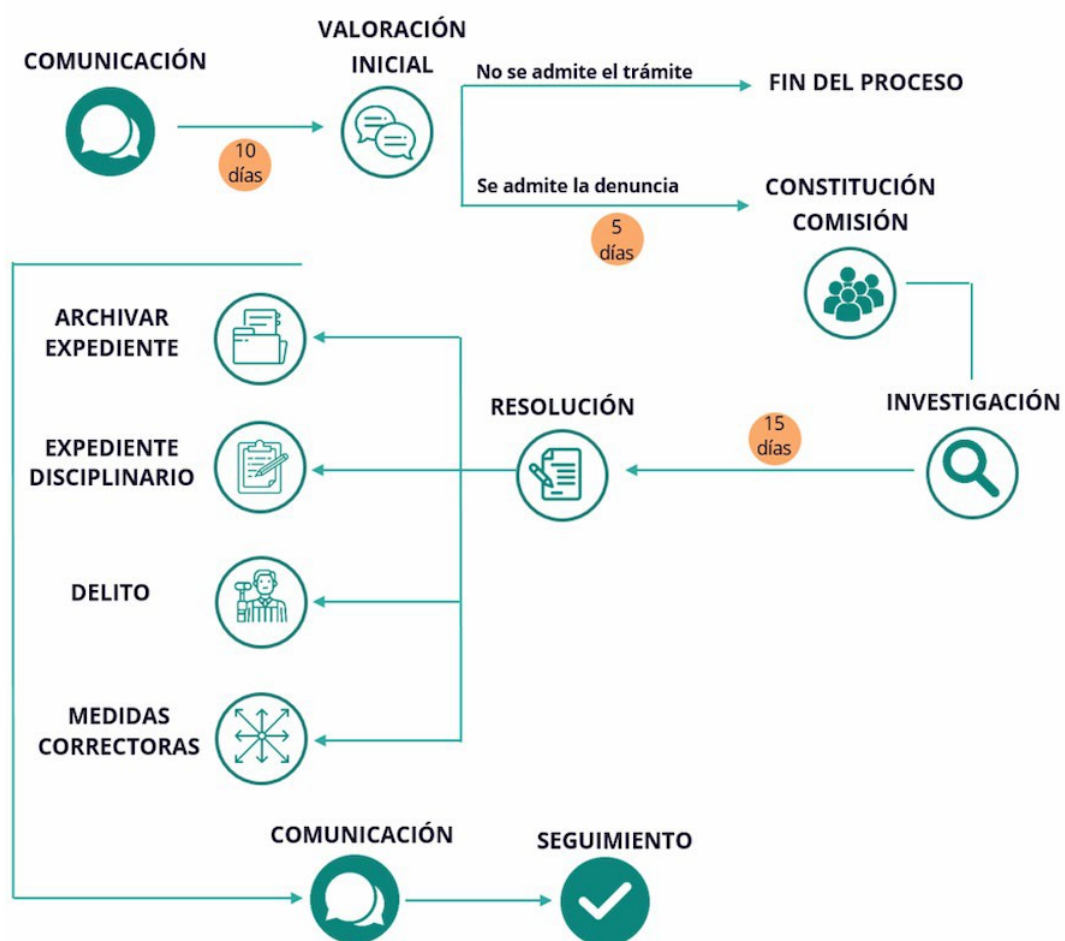 COMUNICACIÓN
10
días
VALORACIÓN
INICIAL
No se admite el trámite
FIN DEL PROCESO
Se admite la denuncia
5
días
CONSTITUCIÓN
COMISIÓN
INVESTIGACIÓN
15
días
RESOLUCIÓN
ARCHIVAR
EXPEDIENTE
EXPEDIENTE
DISCIPLINARIO
DELITO
MEDIDAS
CORRECTORAS
COMUNICACIÓN
SEGUIMIENTO